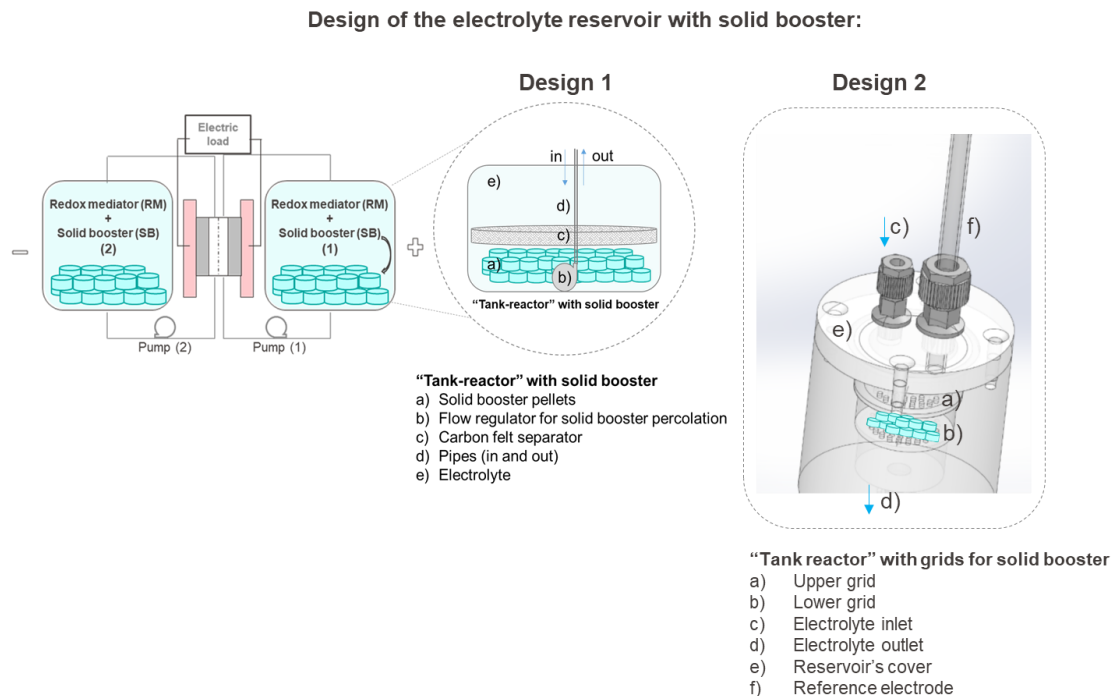 Design of the electrolyte reservoir with solid booster:
Design 1
Design 2
Electric
load
Redox mediator (RM)
+
Solid booster (SB)
(2)
Redox mediator (RM)
+
Solid booster (SB)
(1)
Pump (2)
Pump (1)
in
out
e)
d)
c)
a)
b)
"Tank-reactor" with solid booster
"Tank-reactor" with solid booster
a) Solid booster pellets
b) Flow regulator for solid booster percolation
c) Carbon felt separator
d) Pipes (in and out)
e) Electrolyte
c)
f)
e)
a)
b)
d)
"Tank reactor" with grids for solid booster
a) Upper grid
b) Lower grid
c) Electrolyte inlet
d) Electrolyte outlet
e) Reservoir's cover
f) Reference electrode